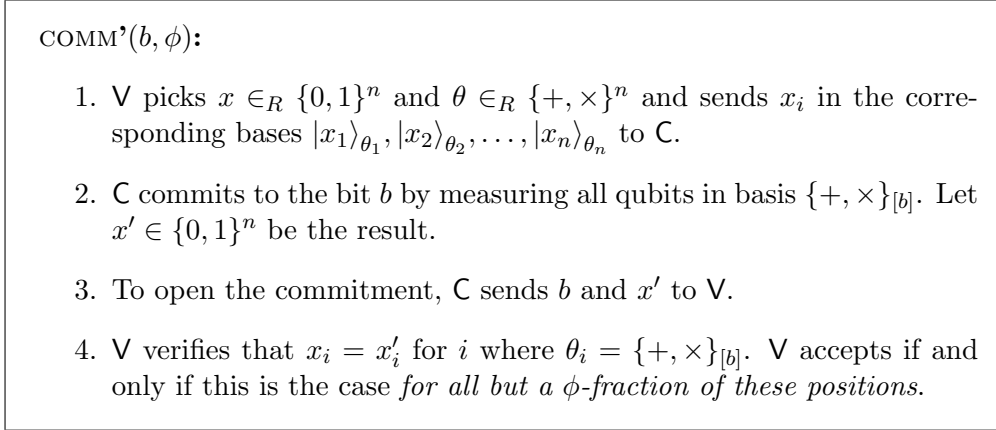 COMM'(b, φ):
1. V picks x ∈_R {0, 1}^n and θ ∈_R {+, ×}^n and sends x_i in the corre-
sponding bases |x_1⟩_{θ_1}, |x_2⟩_{θ_2}, . . . , |x_n⟩_{θ_n} to C.
2. C commits to the bit b by measuring all qubits in basis {+, ×}_{[b]}. Let
x' ∈ {0, 1}^n be the result.
3. To open the commitment, C sends b and x' to V.
4. V verifies that x_i = x'_i for i where θ_i = {+, ×}_{[b]}. V accepts if and
only if this is the case for all but a φ-fraction of these positions.